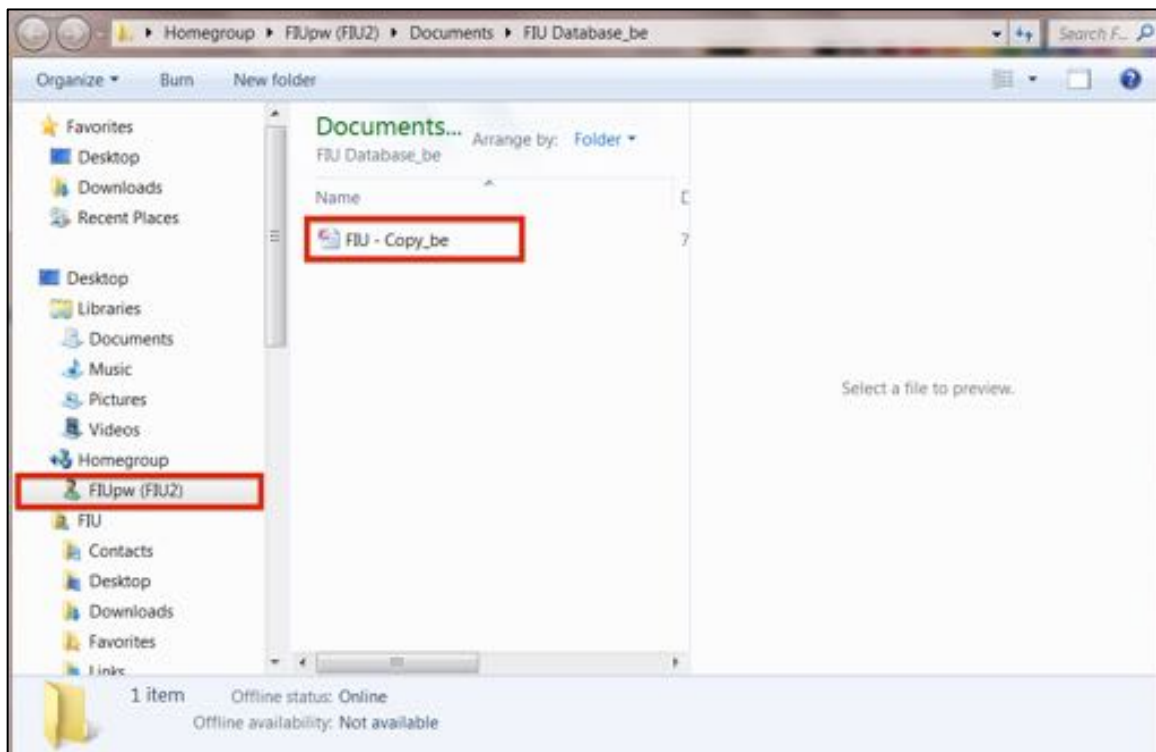 Homegroup FIUpw (FIU2) Documents FIU Database_be Search F...
Organize Burn New folder
Favorites
Desktop
Downloads
Recent Places
Desktop
Libraries
Documents
Music
Pictures
Videos
Homegroup
FIUpw (FIU2)
FIU
Contacts
Desktop
Downloads
Favorites
Links
Documents...
FIU Database_be
Arrange by: Folder
Name
FIU - Copy_be
7
Select a file to preview.
1 item Offline status: Online
Offline availability: Not available